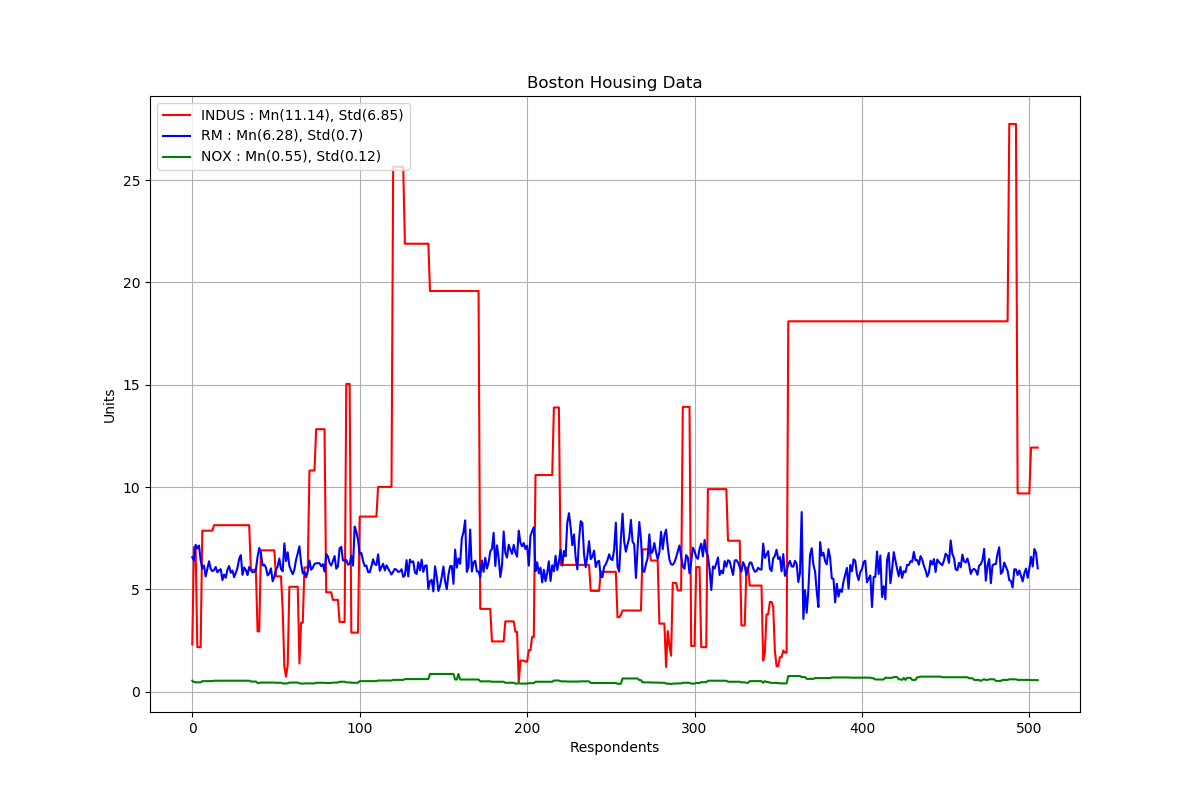 Boston Housing Data
INDUS : Mn(11.14), Std(6.85)
RM : Mn(6.28), Std(0.7)
NOX : Mn(0.55), Std(0.12)
25
20
15
10
5
0
Units
0 100 200 300 400 500
Respondents